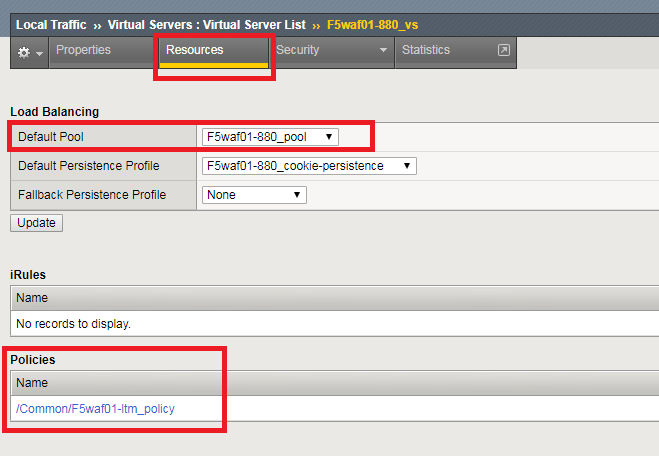 Local Traffic ›› Virtual Servers : Virtual Server List ›› F5waf01-880_vs
Properties Resources Security Statistics
Load Balancing
Default Pool F5waf01-880_pool
Default Persistence Profile F5waf01-880_cookie-persistence
Fallback Persistence Profile None
Update
iRules
Name
No records to display.
Policies
Name
/Common/F5waf01-ltm_policy